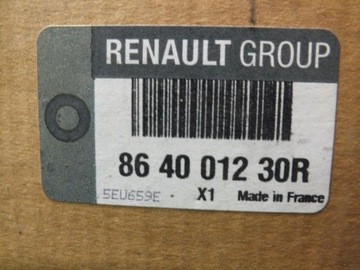 RENAULT GROUP
86 40 012 30R
5EU659E · X1 Made in France